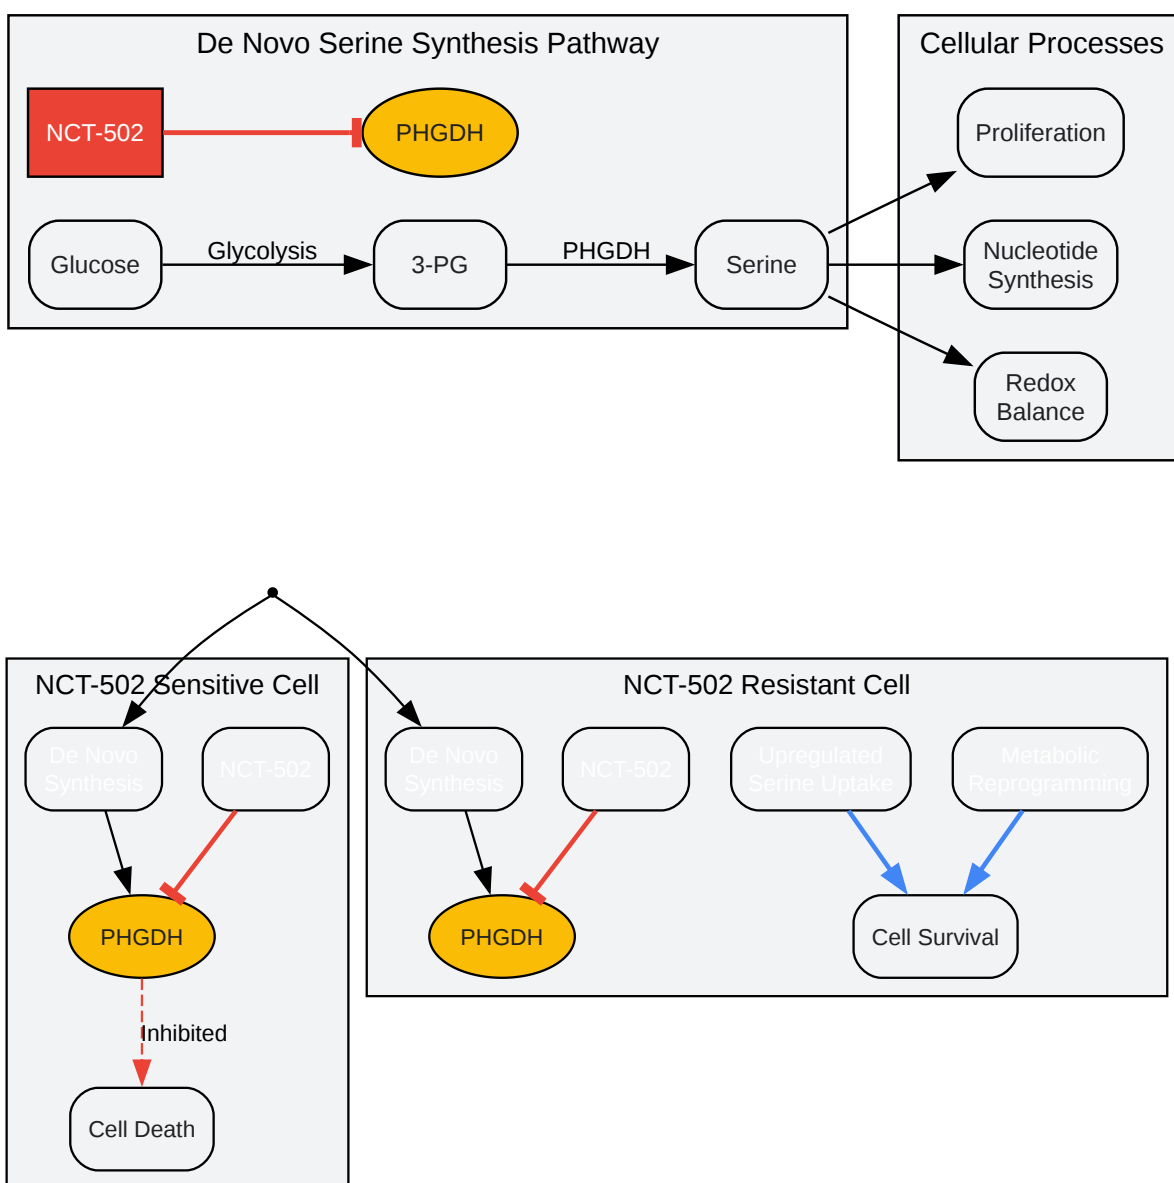 De Novo Serine Synthesis Pathway
Cellular Processes
NCT-502
PHGDH
Proliferation
Glucose
Glycolysis
3-PG
PHGDH
Serine
Nucleotide
Synthesis
Redox
Balance
NCT-502 Sensitive Cell
De Novo
Synthesis
NCT-502
PHGDH
Inhibited
Cell Death
NCT-502 Resistant Cell
De Novo
Synthesis
NCT-502
Upregulated
Serine Uptake
Metabolic
Reprogramming
PHGDH
Cell Survival